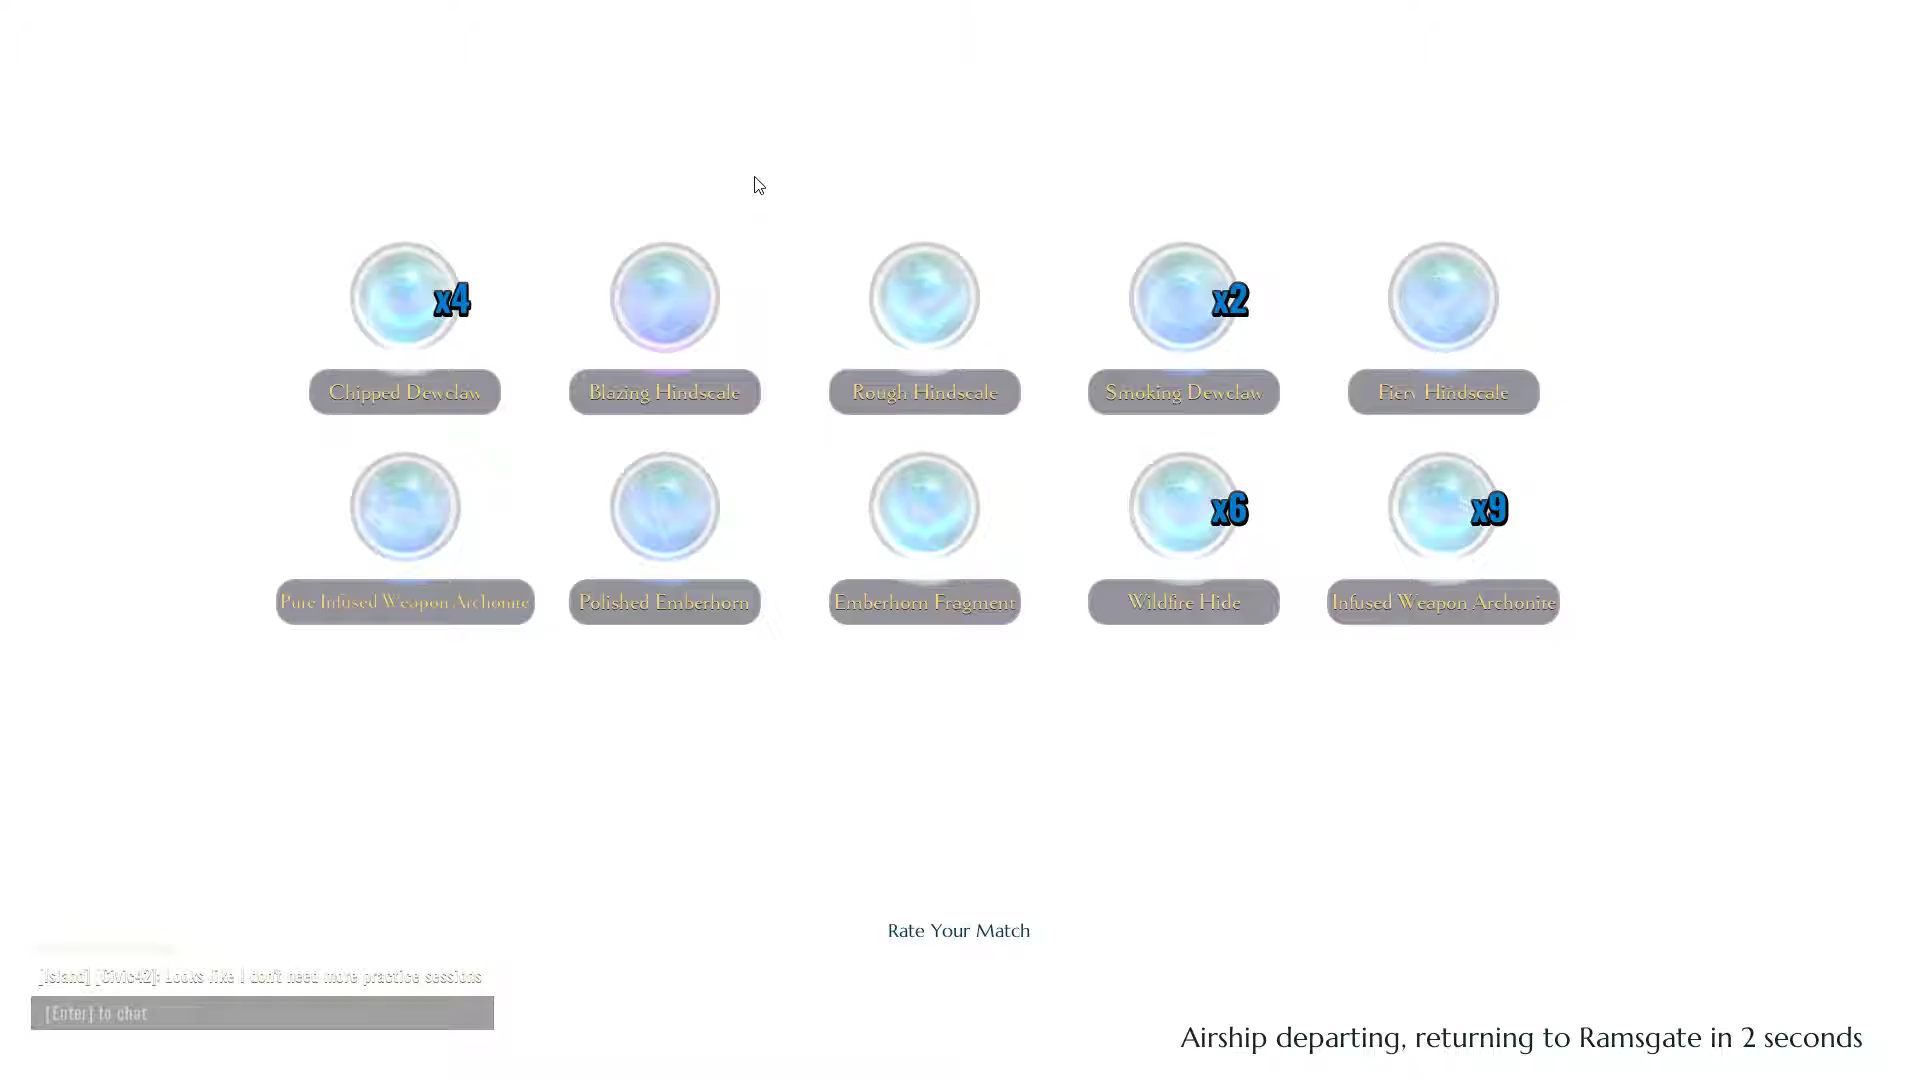 x4
x2
Chipped Dewclaw
Blazing Hindscale
Rough Hindscale
Smoking Dewclaw
Fiery Hindscale
x6
x9
Pure Infused Weapon Archonite
Polished Emberhorn
Emberhorn Fragment
Wildfire Hide
Infused Weapon Archonite
Rate Your Match
[Island] [Civic42]: Looks like I don't need more practice sessions
[Enter] to chat
Airship departing, returning to Ramsgate in 2 seconds